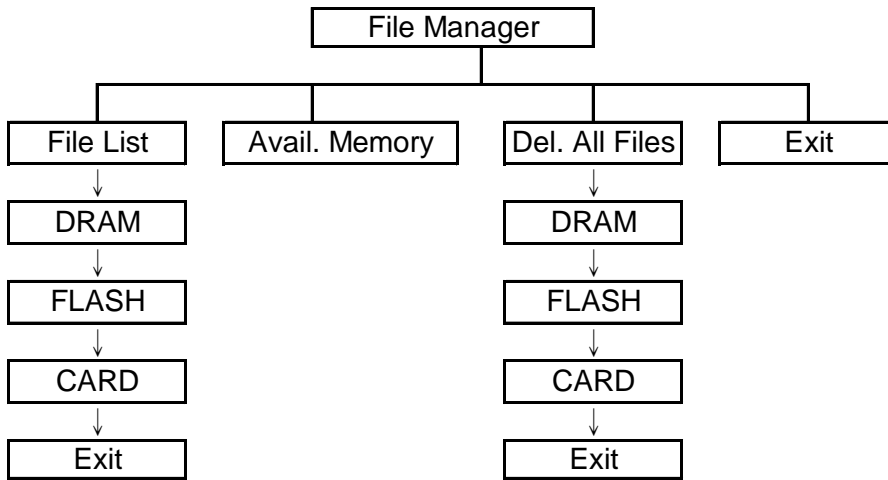 File Manager
File List
Avail. Memory
Del. All Files
Exit
DRAM
DRAM
FLASH
FLASH
CARD
CARD
Exit
Exit